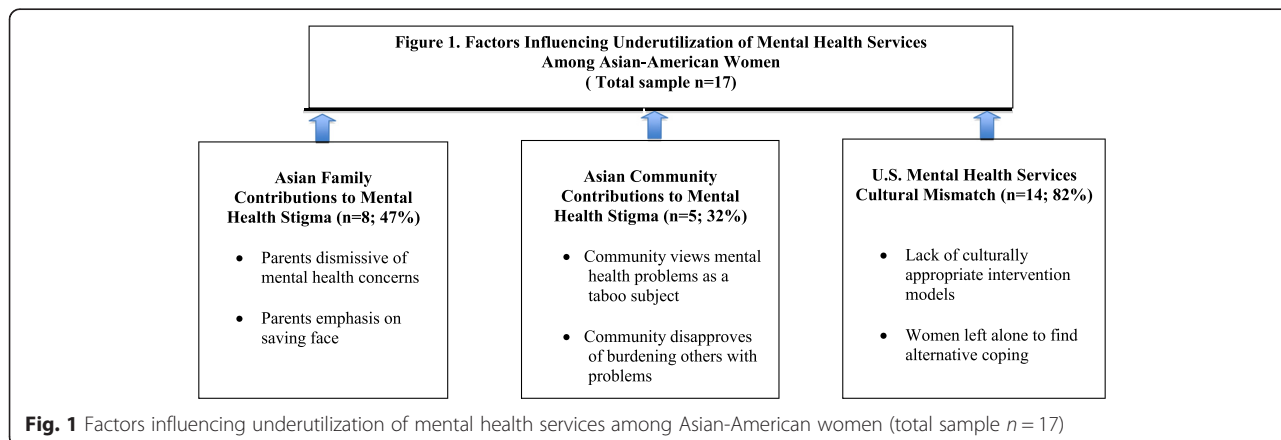 Figure 1. Factors Influencing Underutilization of Mental Health Services
Among Asian-American Women
( Total sample n=17)
Asian Family
Contributions to Mental
Health Stigma (n=8; 47%)
• Parents dismissive of
mental health concerns
• Parents emphasis on
saving face
Asian Community
Contributions to Mental
Health Stigma (n=5; 32%)
• Community views mental
health problems as a
taboo subject
• Community disapproves
of burdening others with
problems
U.S. Mental Health Services
Cultural Mismatch (n=14; 82%)
• Lack of culturally
appropriate intervention
models
• Women left alone to find
alternative coping
Fig. 1 Factors influencing underutilization of mental health services among Asian-American women (total sample n = 17)